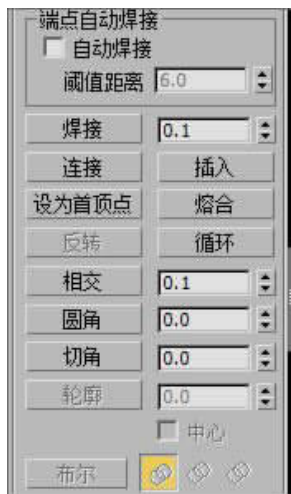 端点自动焊接
自动焊接
阈值距离 6.0
焊接 0.1
连接 插入
设为首顶点 熔合
反转 循环
相交 0.1
圆角 0.0
切角 0.0
轮廓 0.0
中心
布尔